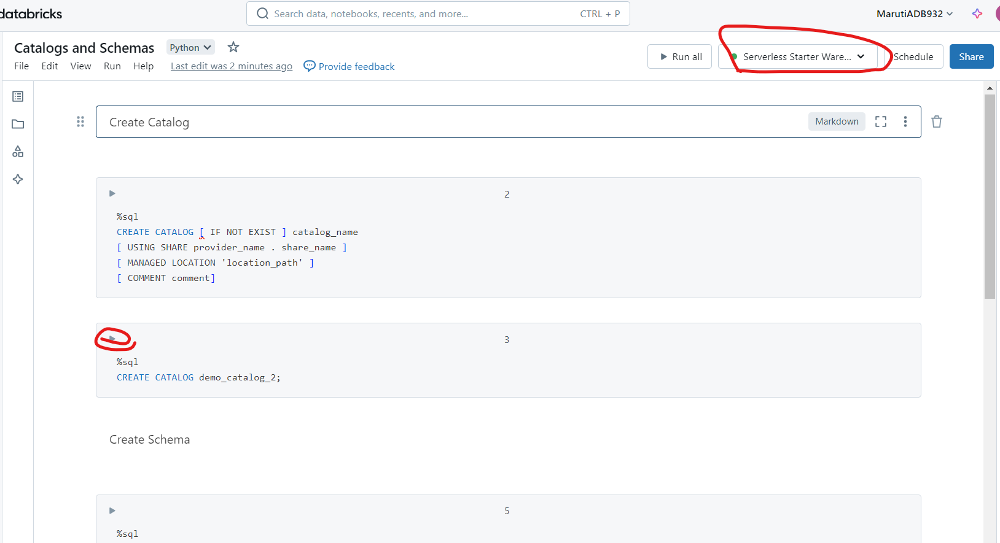 databricks
Search data, notebooks, recents, and more...
CTRL + P
MarutiADB932
Catalogs and Schemas
Python
File Edit View Run Help
Last edit was 2 minutes ago
Provide feedback
Run all
Serverless Starter Ware...
Schedule
Share
Create Catalog
Markdown
2
%sql
CREATE CATALOG [ IF NOT EXIST ] catalog_name
[ USING SHARE provider_name . share_name ]
[ MANAGED LOCATION 'location_path' ]
[ COMMENT comment]
3
%sql
CREATE CATALOG demo_catalog_2;
Create Schema
5
%sql